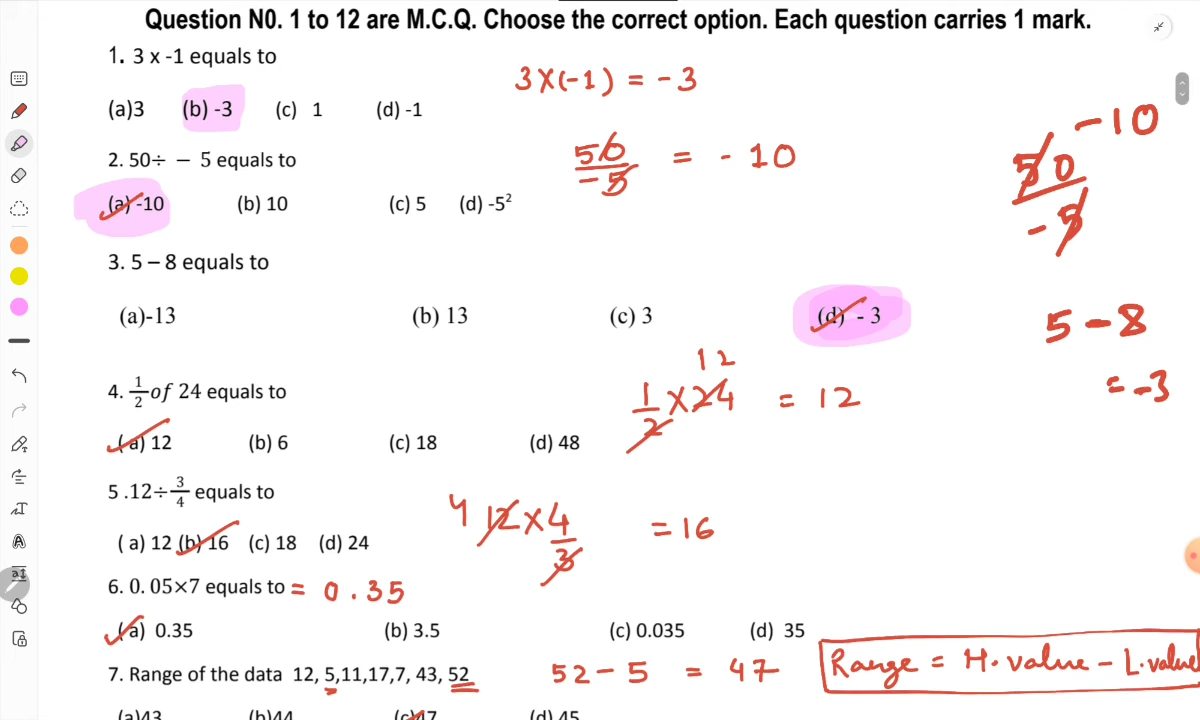 Question N0. 1 to 12 are M.C.Q. Choose the correct option. Each question carries 1 mark.
1. 3 x -1 equals to
3×(-1) = -3
(a)3 (b) -3 (c) 1 (d) -1
2. 50÷ − 5 equals to
50/-5 = -10
50/-5 -10
(a) -10 (b) 10 (c) 5 (d) -5²
3. 5 – 8 equals to
(a)-13 (b) 13 (c) 3 (d) - 3
5-8
= -3
4. 1/2 of 24 equals to
1/2 × 24 12 = 12
(a) 12 (b) 6 (c) 18 (d) 48
5 .12÷ 3/4 equals to
4 12 × 4/3 = 16
( a) 12 (b) 16 (c) 18 (d) 24
6. 0. 05×7 equals to = 0.35
(a) 0.35 (b) 3.5 (c) 0.035 (d) 35
7. Range of the data 12, 5,11,17,7, 43, 52
52-5 = 47
Range = H. value - L. value
(a)43 (b)44 (c)47 (d) 45